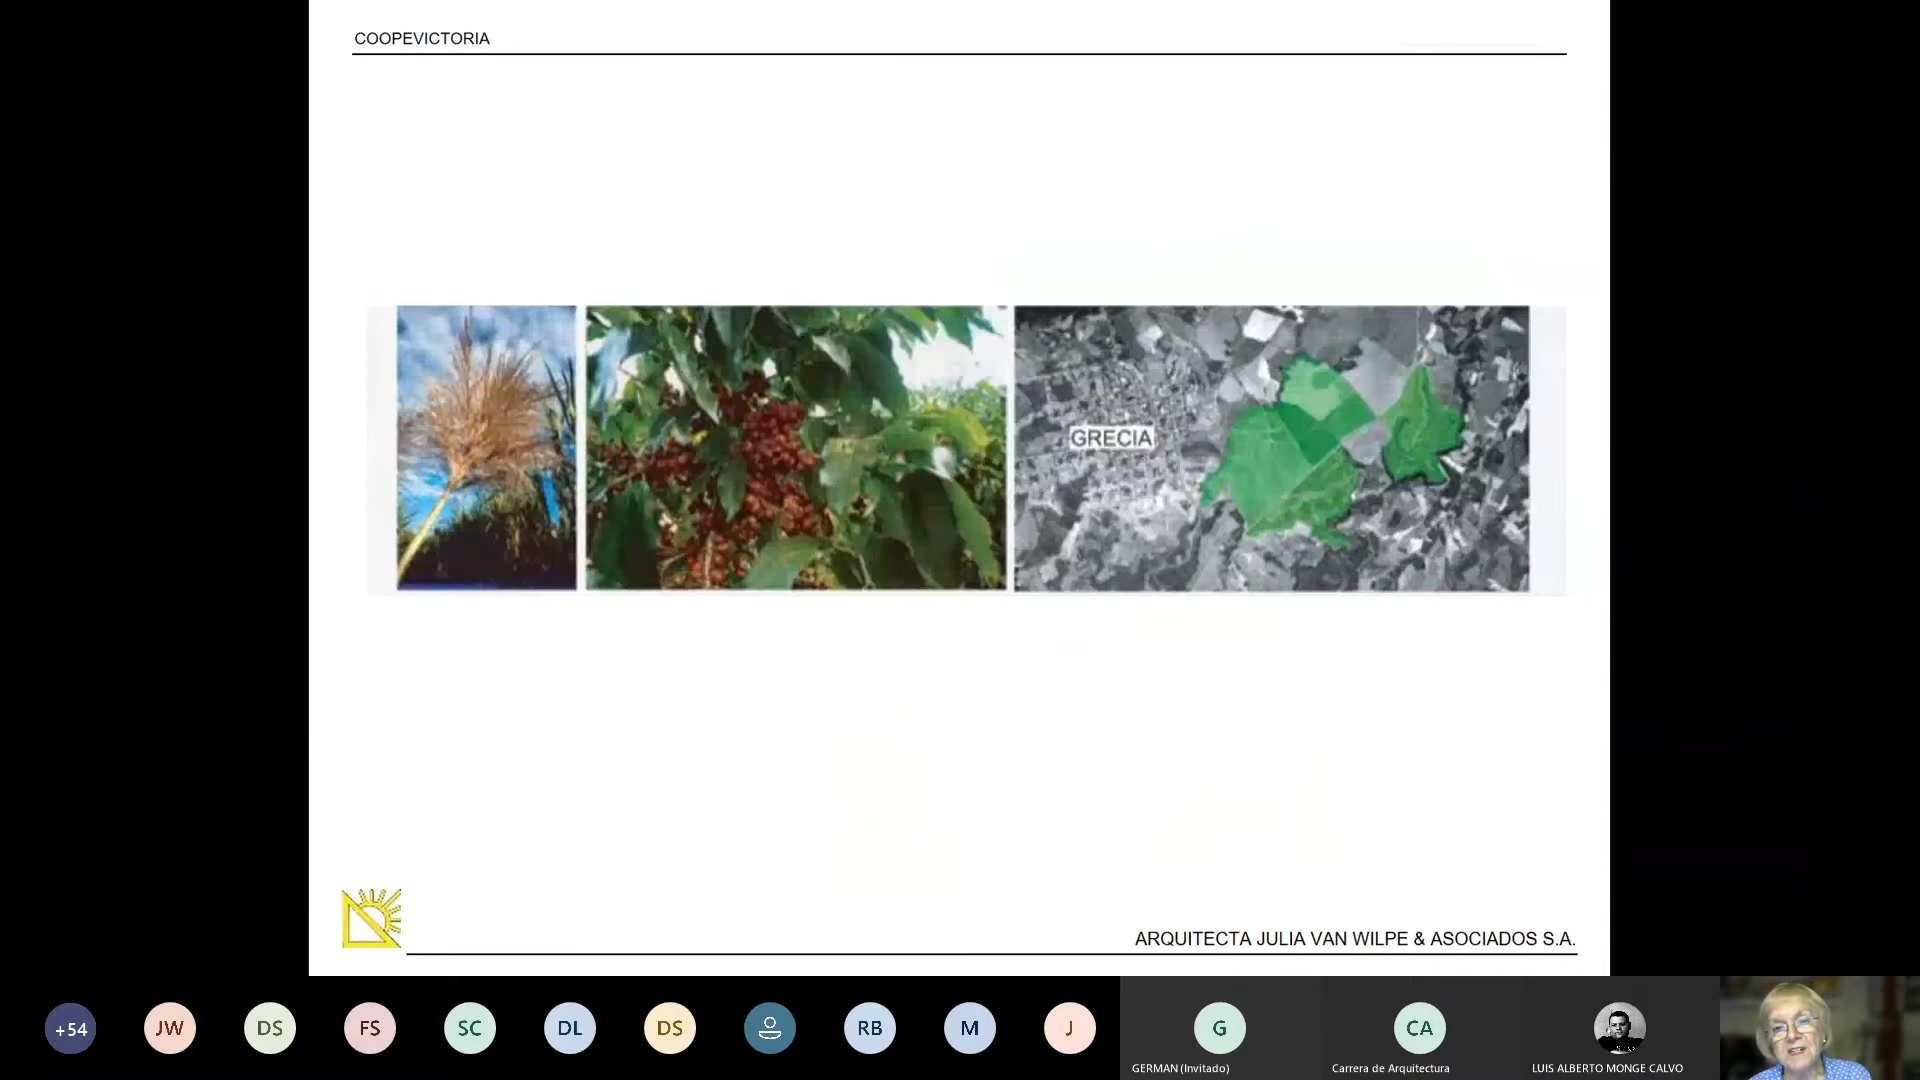 COOPEVICTORIA
GRECIA
ARQUITECTA JULIA VAN WILPE & ASOCIADOS S.A.
+54
JW
DS
FS
SC
DL
DS
RB
M
J
G
CA
GERMAN (Invitado)
Carrera de Arquitectura
LUIS ALBERTO MONGE CALVO